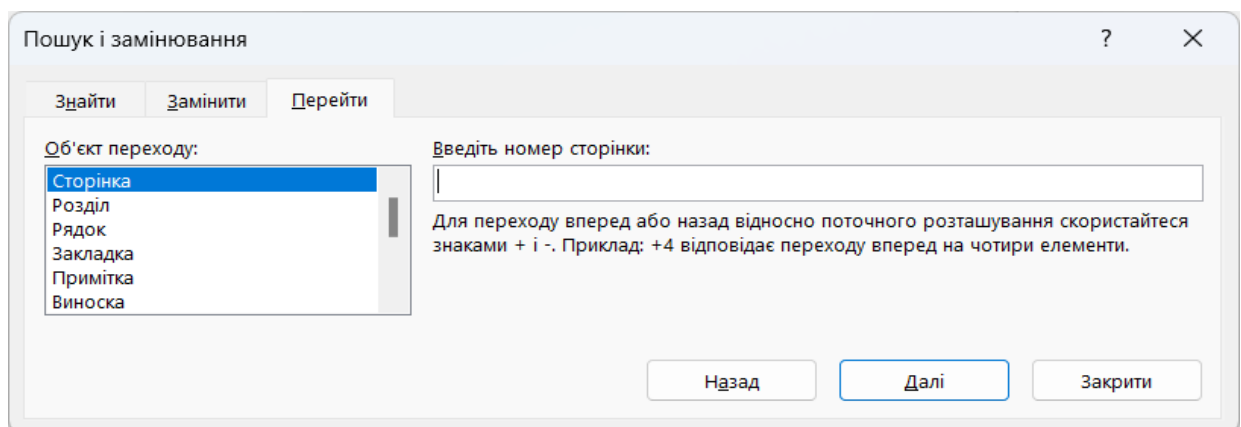 Пошук і замінювання
?
Знайти Замінити Перейти
Об'єкт переходу:
Сторінка
Розділ
Рядок
Закладка
Примітка
Виноска
Введіть номер сторінки:
Для переходу вперед або назад відносно поточного розташування скористайтеся
знаками + і -. Приклад: +4 відповідає переходу вперед на чотири елементи.
Назад Далі Закрити